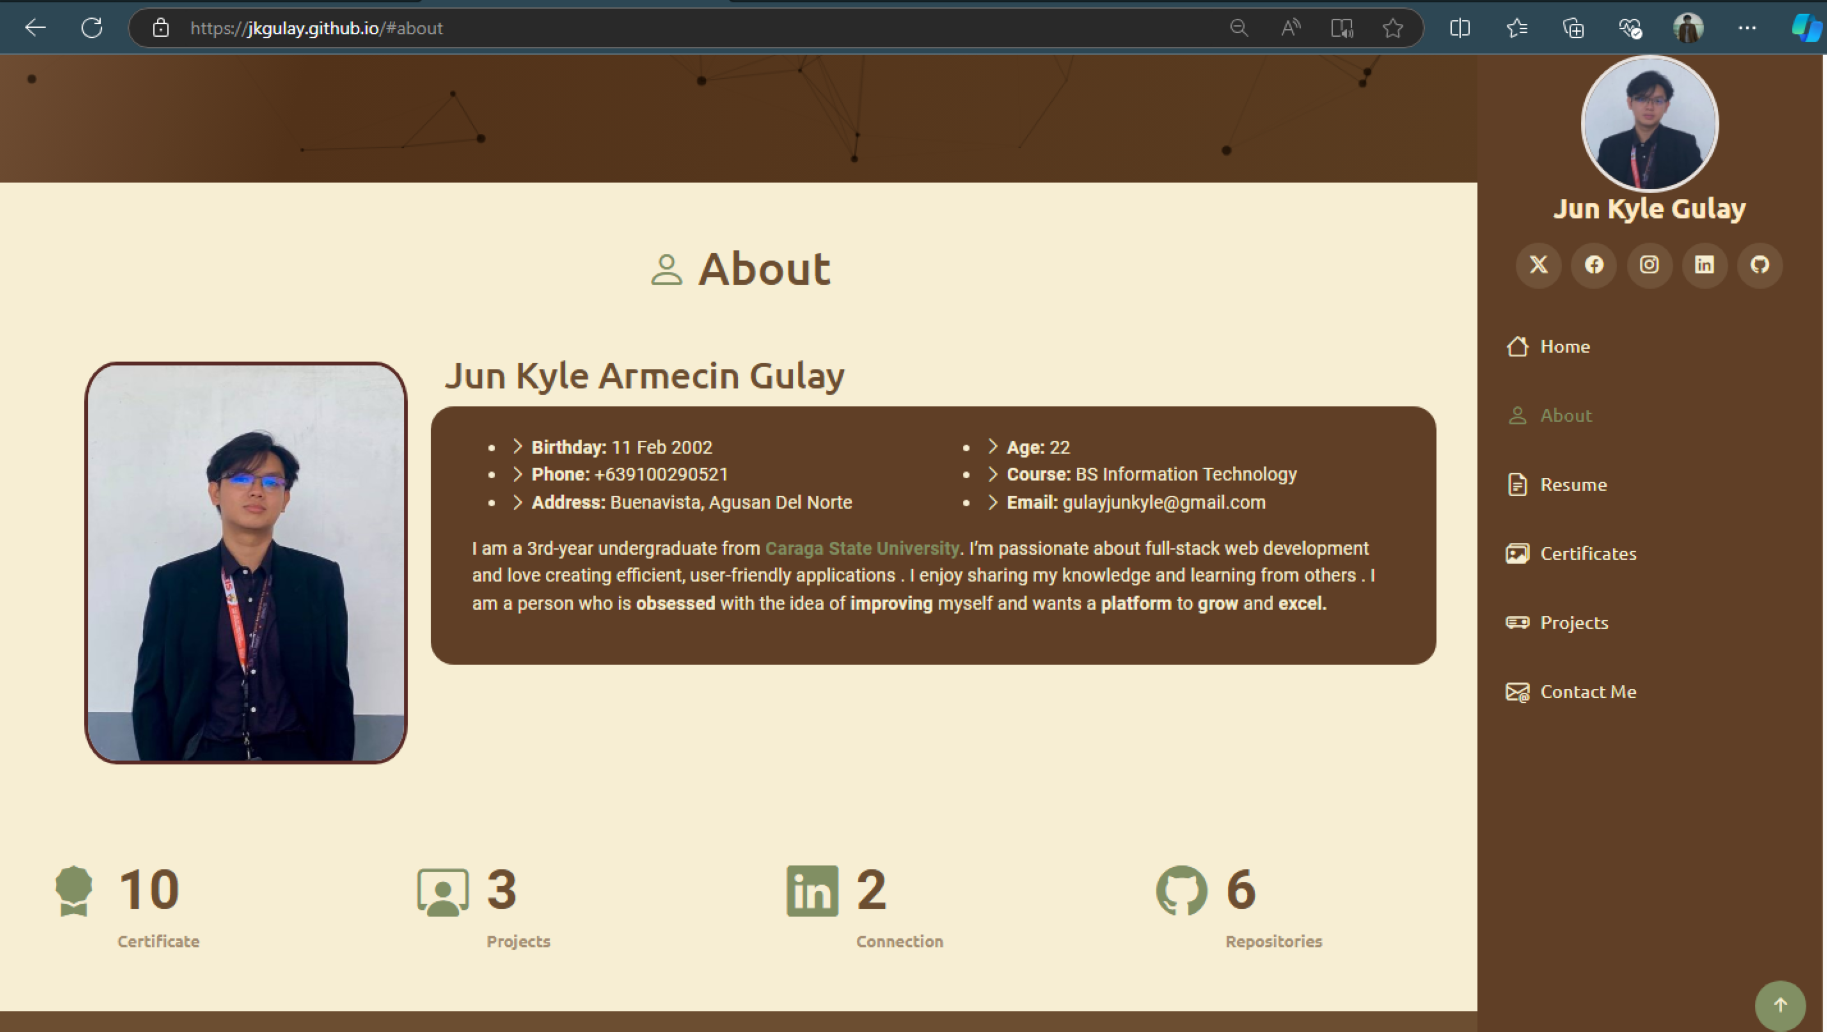 https://jkgulay.github.io/#about
About
Jun Kyle Armecin Gulay
Birthday: 11 Feb 2002
Phone: +639100290521
Address: Buenavista, Agusan Del Norte
Age: 22
Course: BS Information Technology
Email: gulayjunkyle@gmail.com
I am a 3rd-year undergraduate from Caraga State University. I’m passionate about full-stack web development
and love creating efficient, user-friendly applications . I enjoy sharing my knowledge and learning from others . I
am a person who is obsessed with the idea of improving myself and wants a platform to grow and excel.
10
Certificate
3
Projects
2
Connection
6
Repositories
Jun Kyle Gulay
Home
About
Resume
Certificates
Projects
Contact Me